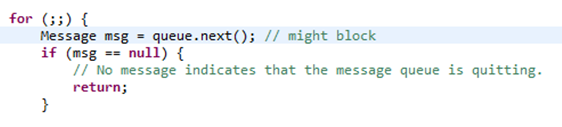 for (;;) {
    Message msg = queue.next(); // might block
    if (msg == null) {
        // No message indicates that the message queue is quitting.
        return;
    }